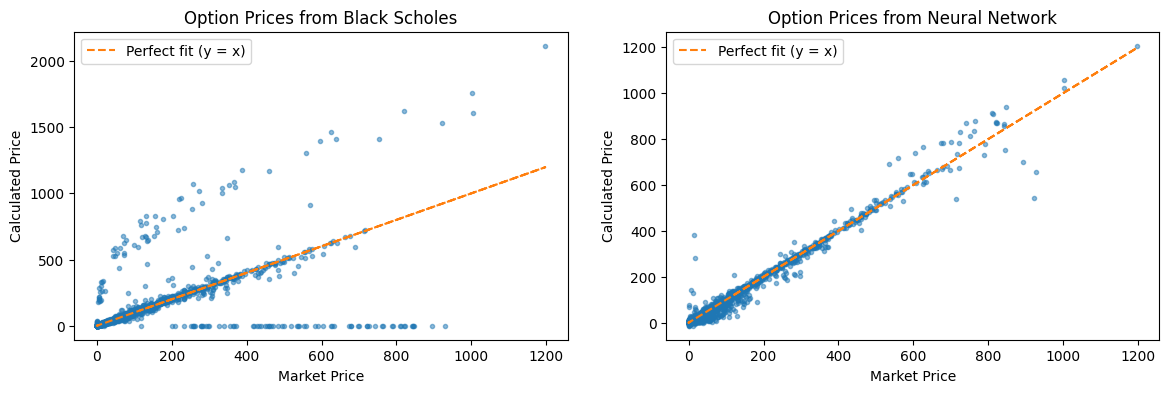 Option Prices from Black Scholes
Perfect fit (y = x)
2000
1500
1000
500
0
Calculated Price
0 200 400 600 800 1000 1200
Market Price
Option Prices from Neural Network
Perfect fit (y = x)
1200
1000
800
600
400
200
0
Calculated Price
0 200 400 600 800 1000 1200
Market Price